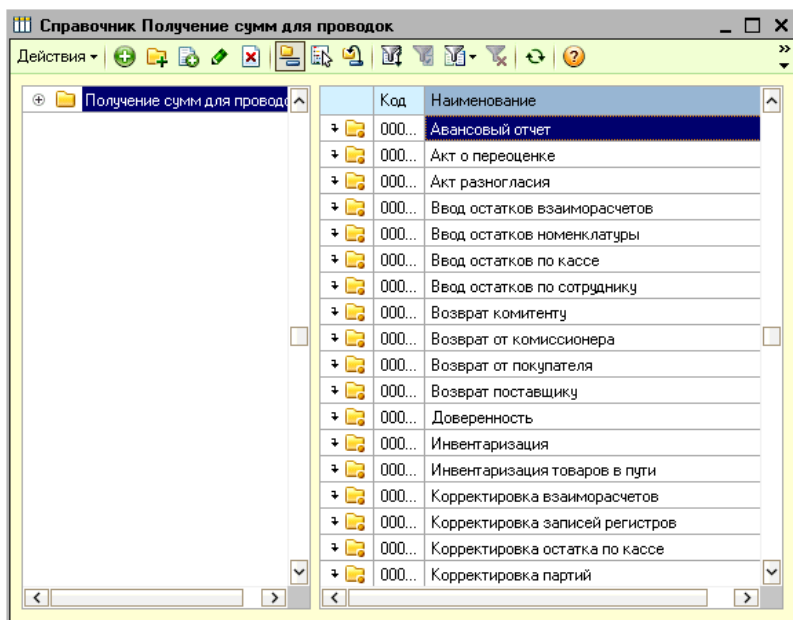 Справочник Получение сумм для проводок
Действия
Получение сумм для провод
Код Наименование
000... Авансовый отчет
000... Акт о переоценке
000... Акт разногласия
000... Ввод остатков взаиморасчетов
000... Ввод остатков номенклатуры
000... Ввод остатков по кассе
000... Ввод остатков по сотруднику
000... Возврат комитенту
000... Возврат от комиссионера
000... Возврат от покупателя
000... Возврат поставщику
000... Доверенность
000... Инвентаризация
000... Инвентаризация товаров в пути
000... Корректировка взаиморасчетов
000... Корректировка записей регистров
000... Корректировка остатка по кассе
000... Корректировка партий